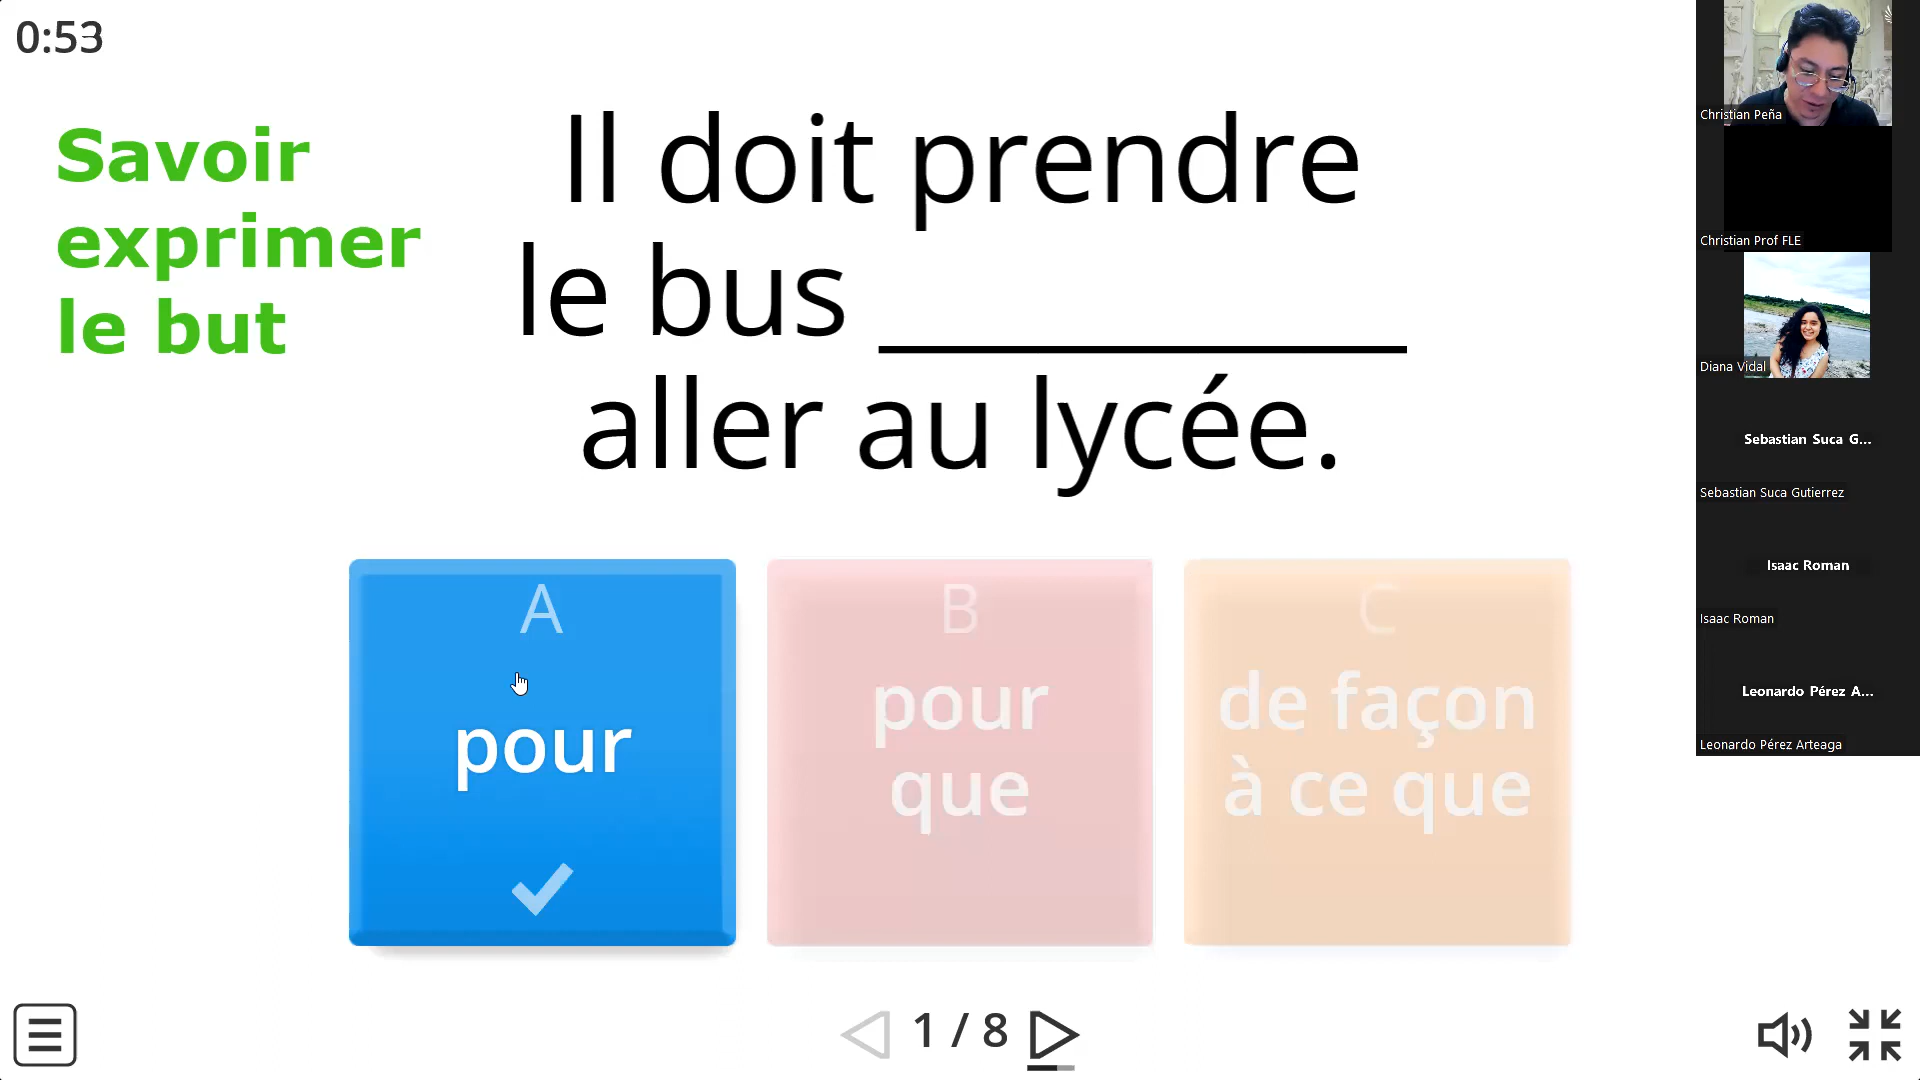 0:53
Savoir
exprimer
le but
Il doit prendre
le bus ___________
aller au lycée.
A
pour
B
pour
que
C
de façon
à ce que
1 / 8
Christian Peña
Christian Prof FLE
Diana Vidal
Sebastian Suca G...
Sebastian Suca Gutierrez
Isaac Roman
Isaac Roman
Leonardo Pérez A...
Leonardo Pérez Arteaga